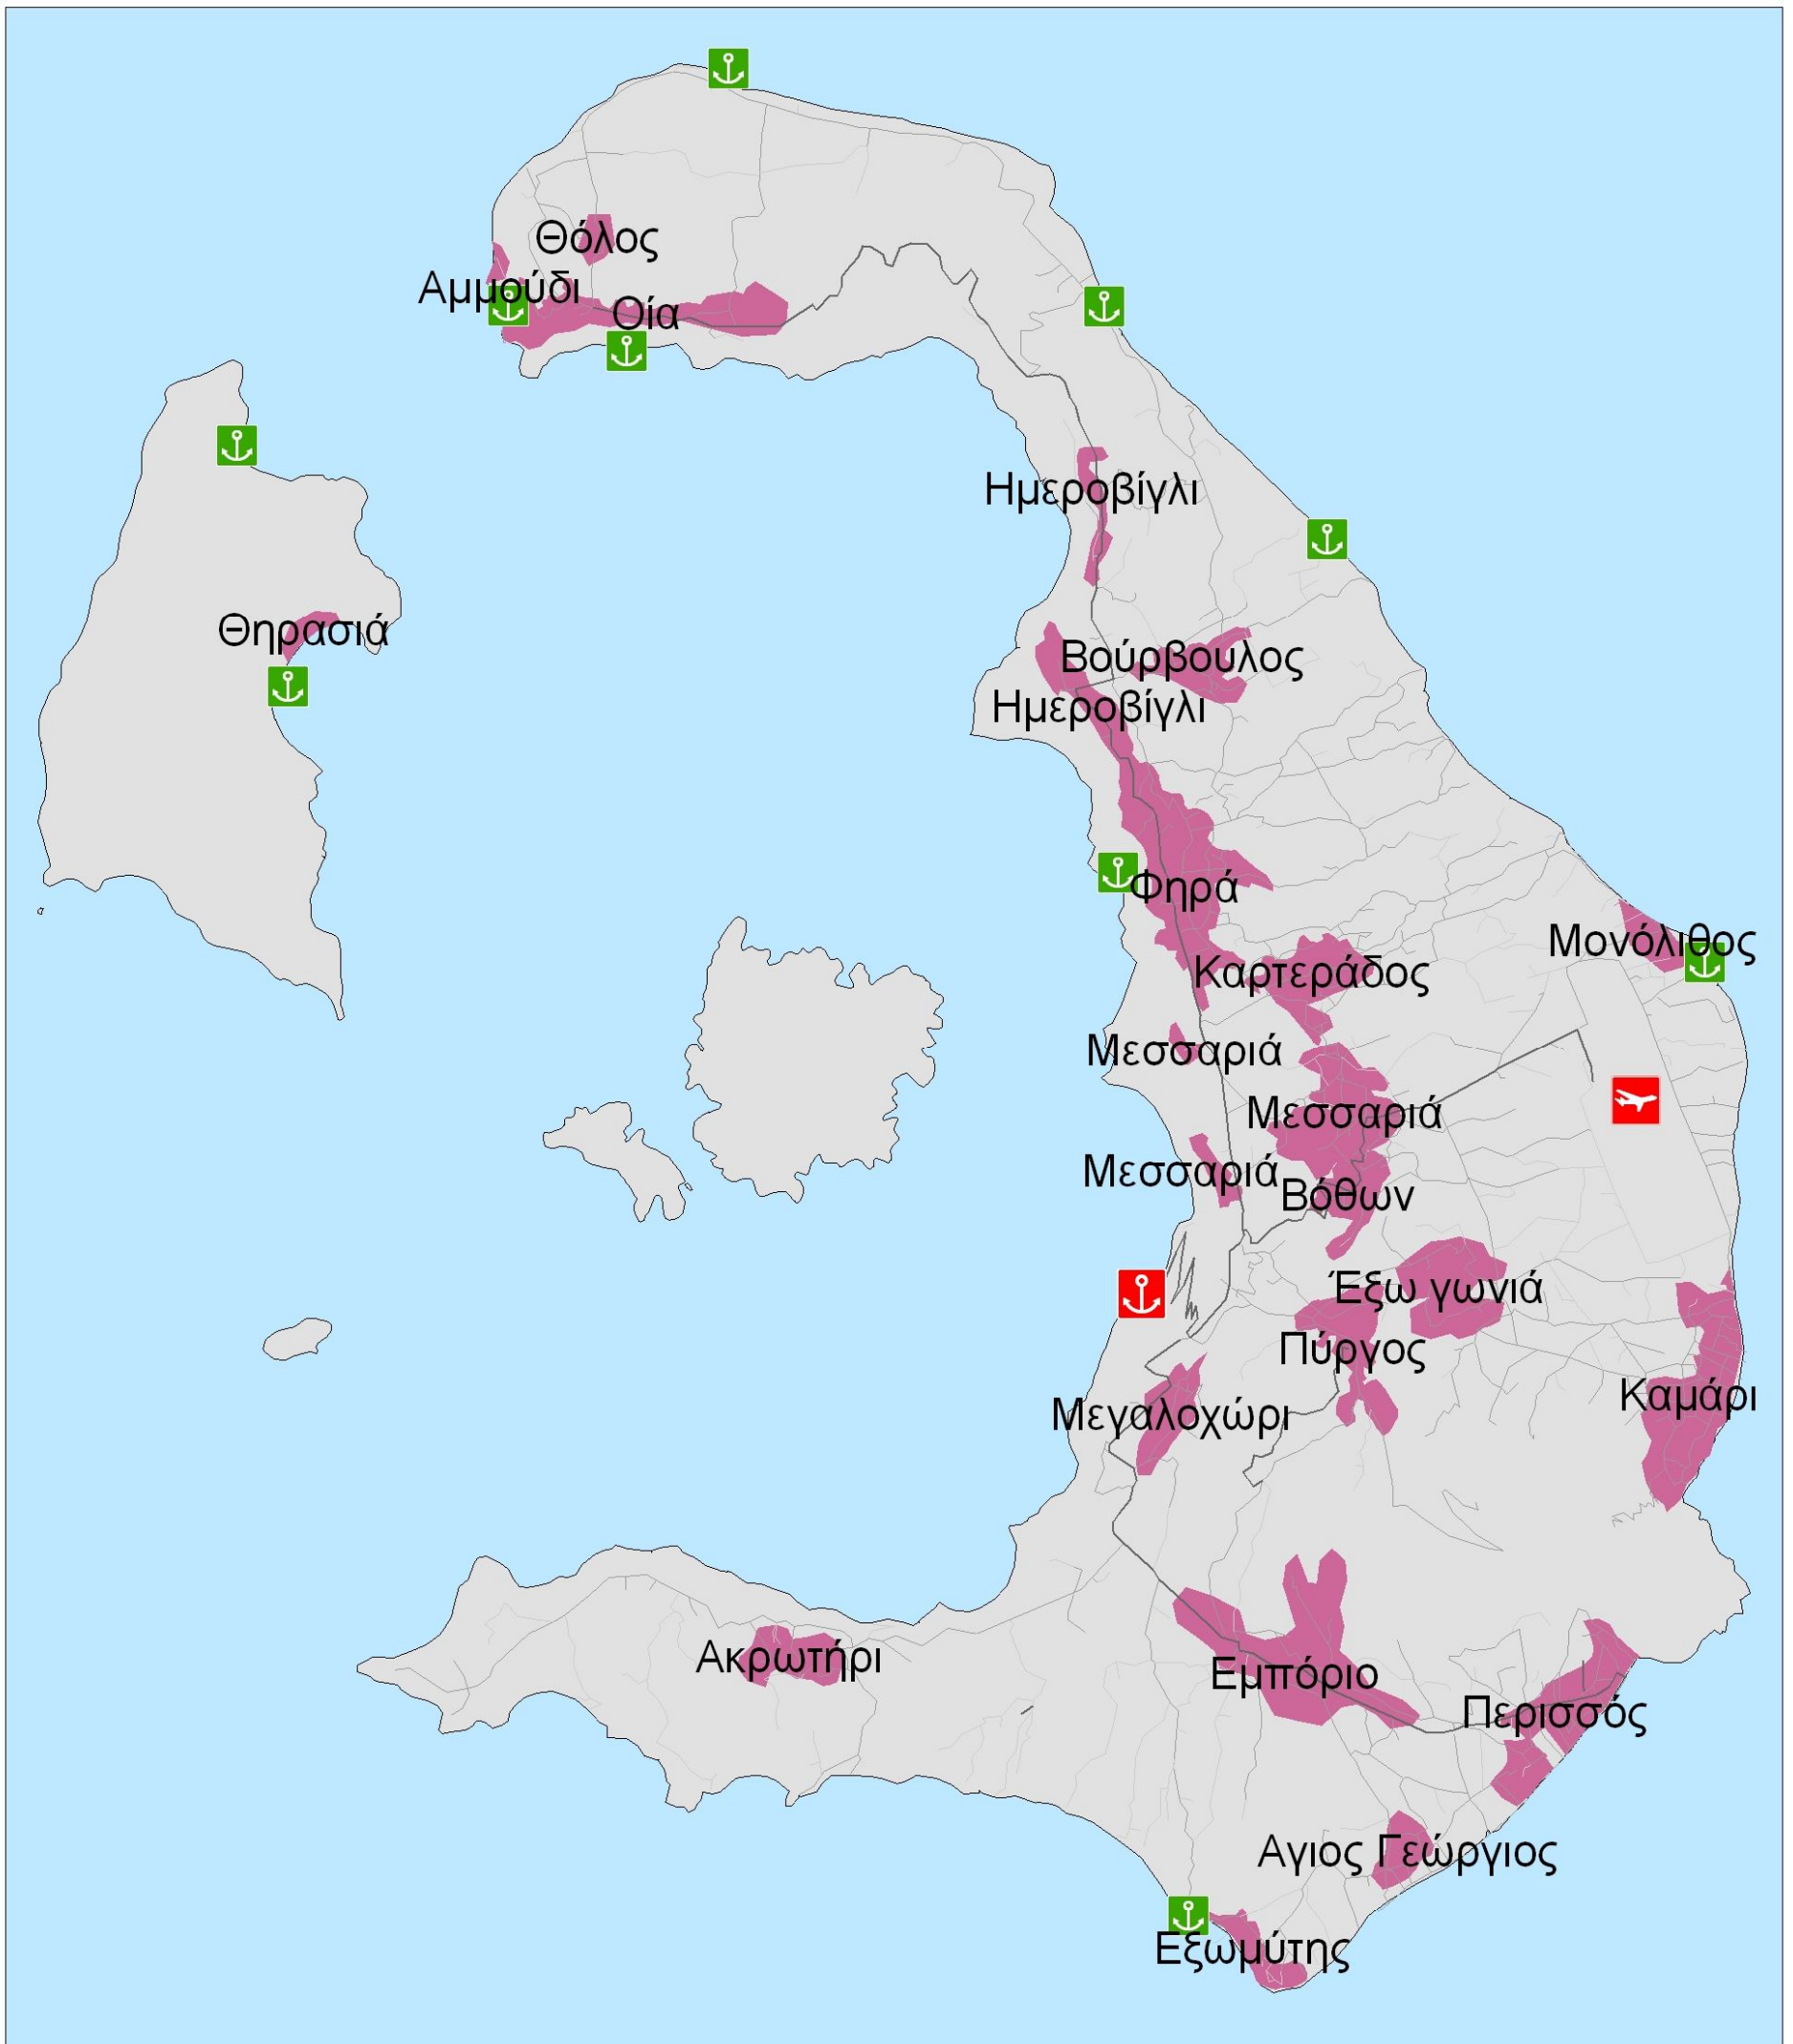 Θόλος
Αμμούδι
Οία
Ημεροβίγλι
Θηρασιά
Βούρβουλος
Ημεροβίγλι
Φηρά
Μονόλιθος
Καρτεράδος
Μεσσαριά
Μεσσαριά
Μεσσαριά
Βόθων
Έξω γωνιά
Πύργος
Καμάρι
Μεγαλοχώρι
Ακρωτήρι
Εμπόριο
Περισσός
Αγιος Γεώργιος
Εξωμύτης